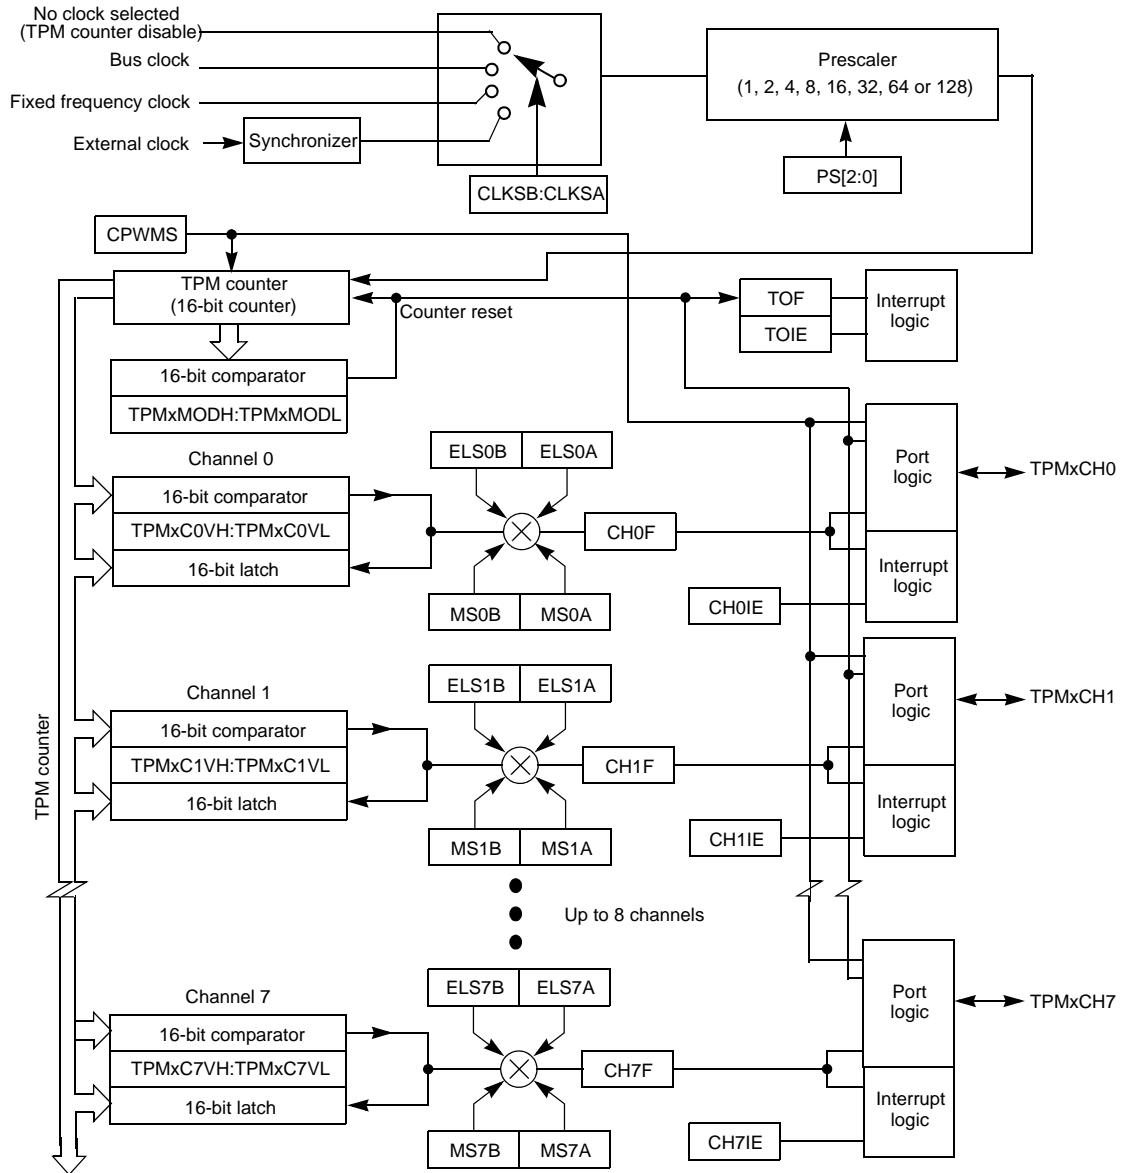 No clock selected
(TPM counter disable)
Bus clock
Fixed frequency clock
External clock
Synchronizer
CLKSB:CLKSA
Prescaler
(1, 2, 4, 8, 16, 32, 64 or 128)
PS[2:0]
CPWMS
TPM counter
(16-bit counter)
Counter reset
TOF
TOIE
Interrupt
logic
16-bit comparator
TPMxMODH:TPMxMODL
Channel 0
16-bit comparator
TPMxC0VH:TPMxC0VL
16-bit latch
ELS0B
ELS0A
CH0F
MS0B
MS0A
CH0IE
Port
logic
Interrupt
logic
TPMxCH0
Channel 1
16-bit comparator
TPMxC1VH:TPMxC1VL
16-bit latch
ELS1B
ELS1A
CH1F
MS1B
MS1A
CH1IE
Port
logic
Interrupt
logic
TPMxCH1
TPM counter
Up to 8 channels
Channel 7
16-bit comparator
TPMxC7VH:TPMxC7VL
16-bit latch
ELS7B
ELS7A
CH7F
MS7B
MS7A
CH7IE
Port
logic
Interrupt
logic
TPMxCH7